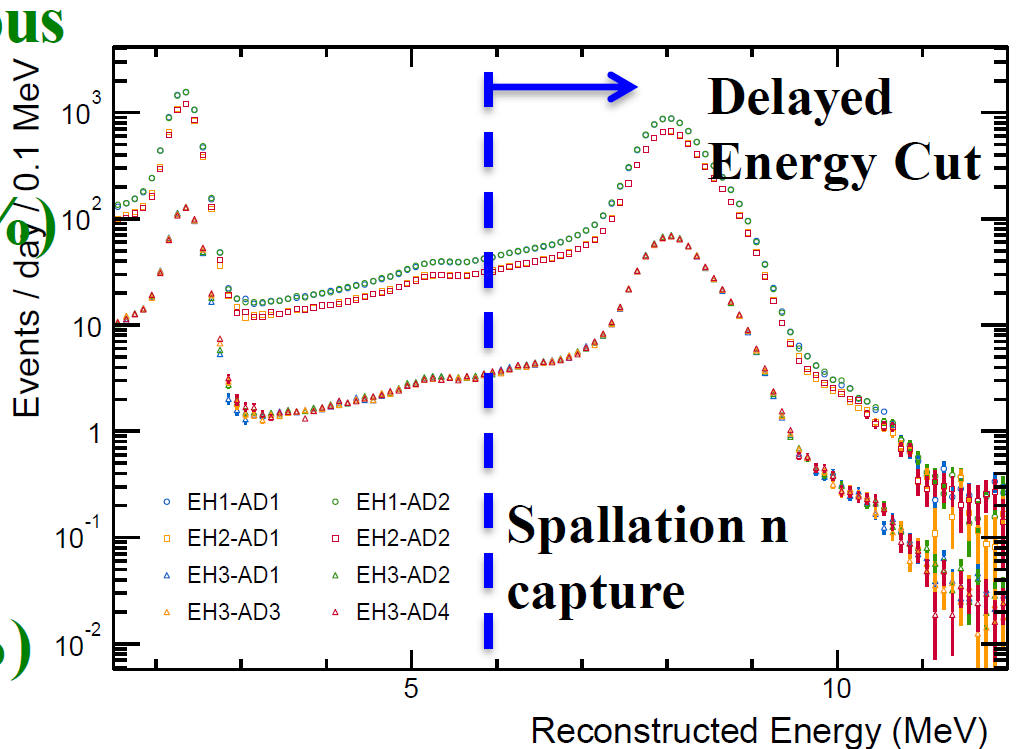 ous
%)
%)
Delayed
Energy Cut
Events / day / 0.1 MeV
10³
10²
10
1
10⁻¹
10⁻²
EH1-AD1 EH1-AD2
EH2-AD1 EH2-AD2
EH3-AD1 EH3-AD2
EH3-AD3 EH3-AD4
Spallation n
capture
5 10
Reconstructed Energy (MeV)